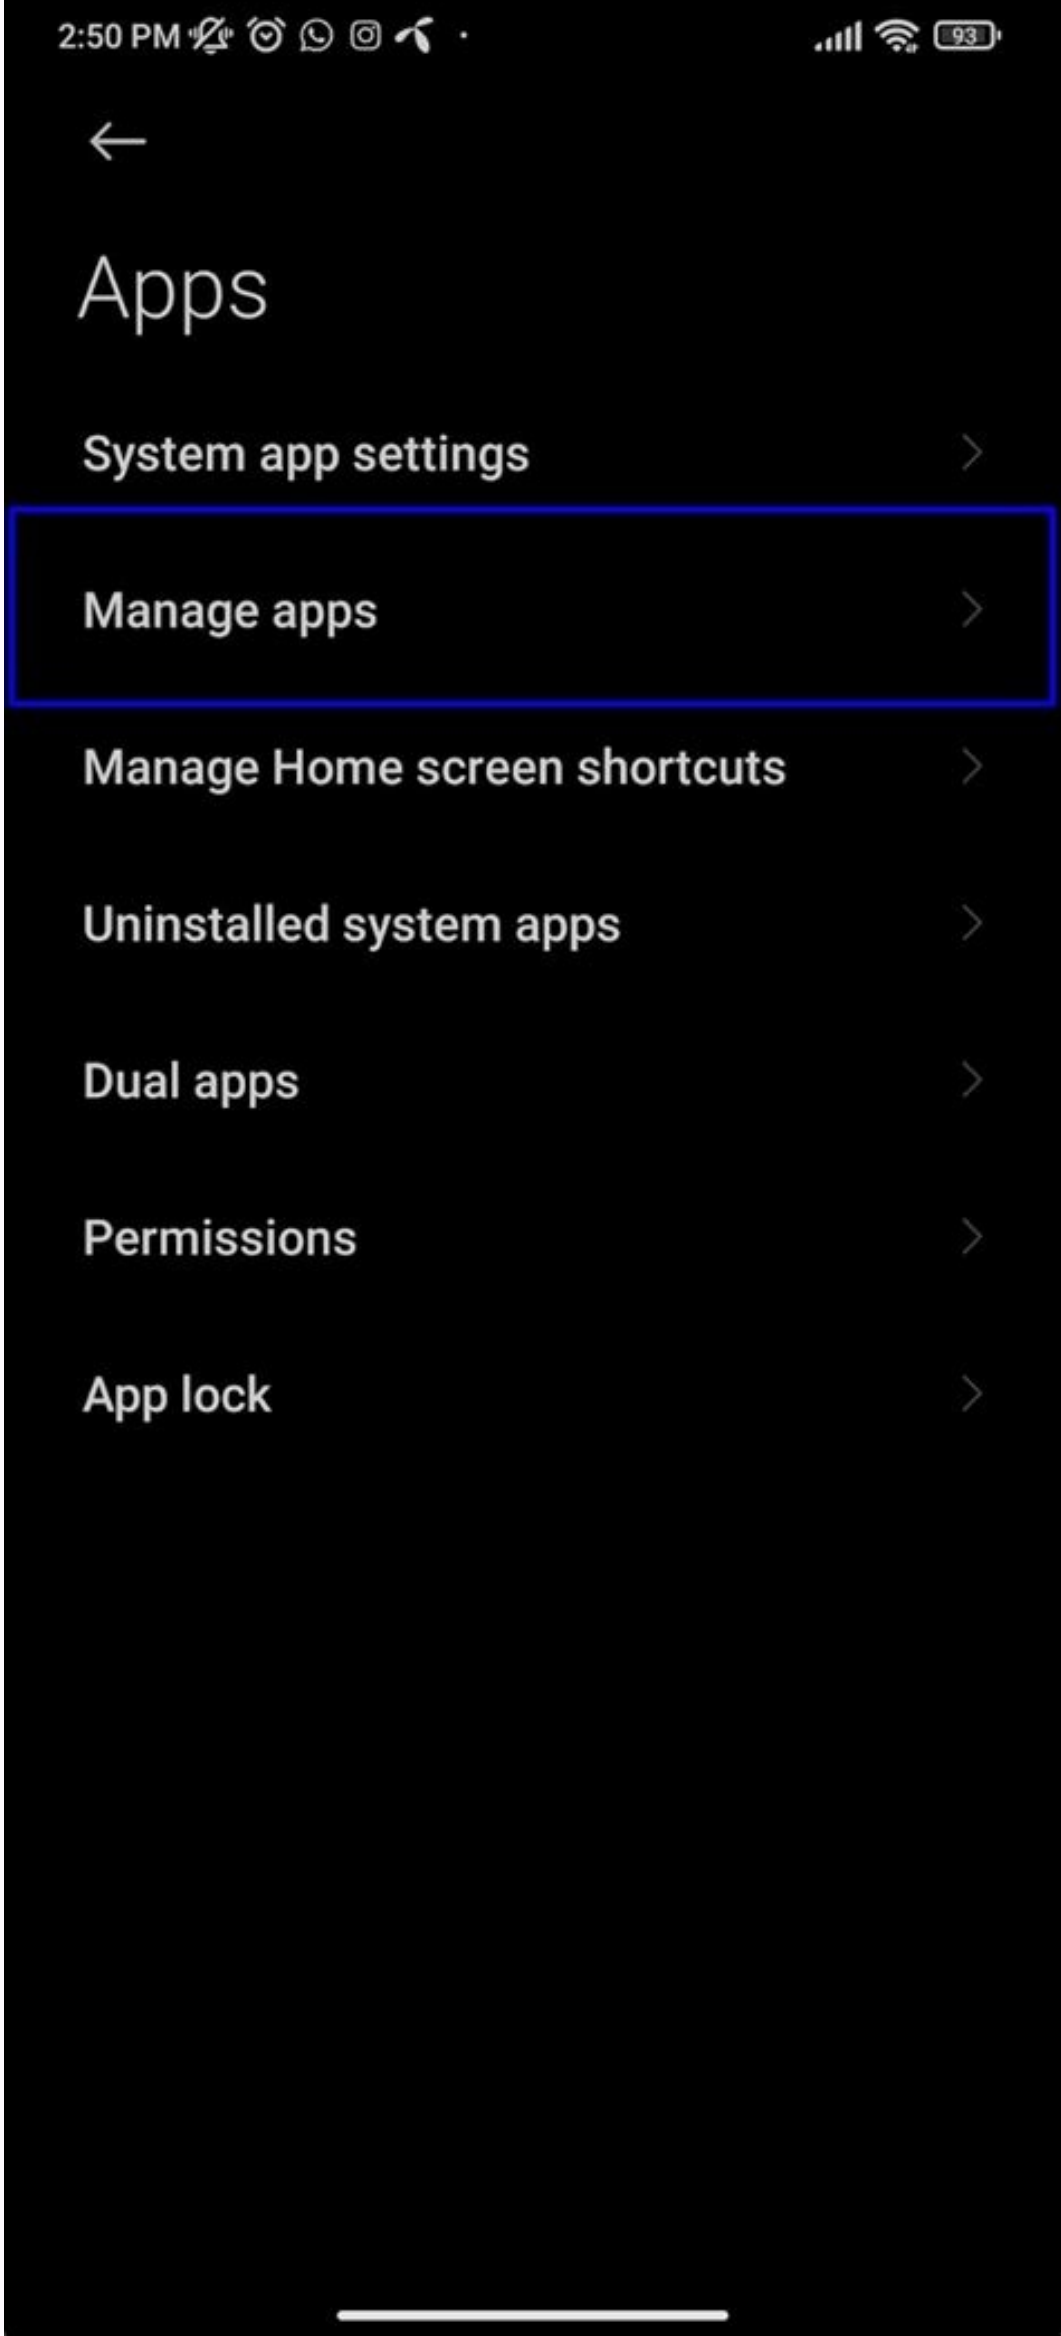 2:50 PM 93
Apps
System app settings
Manage apps
Manage Home screen shortcuts
Uninstalled system apps
Dual apps
Permissions
App lock